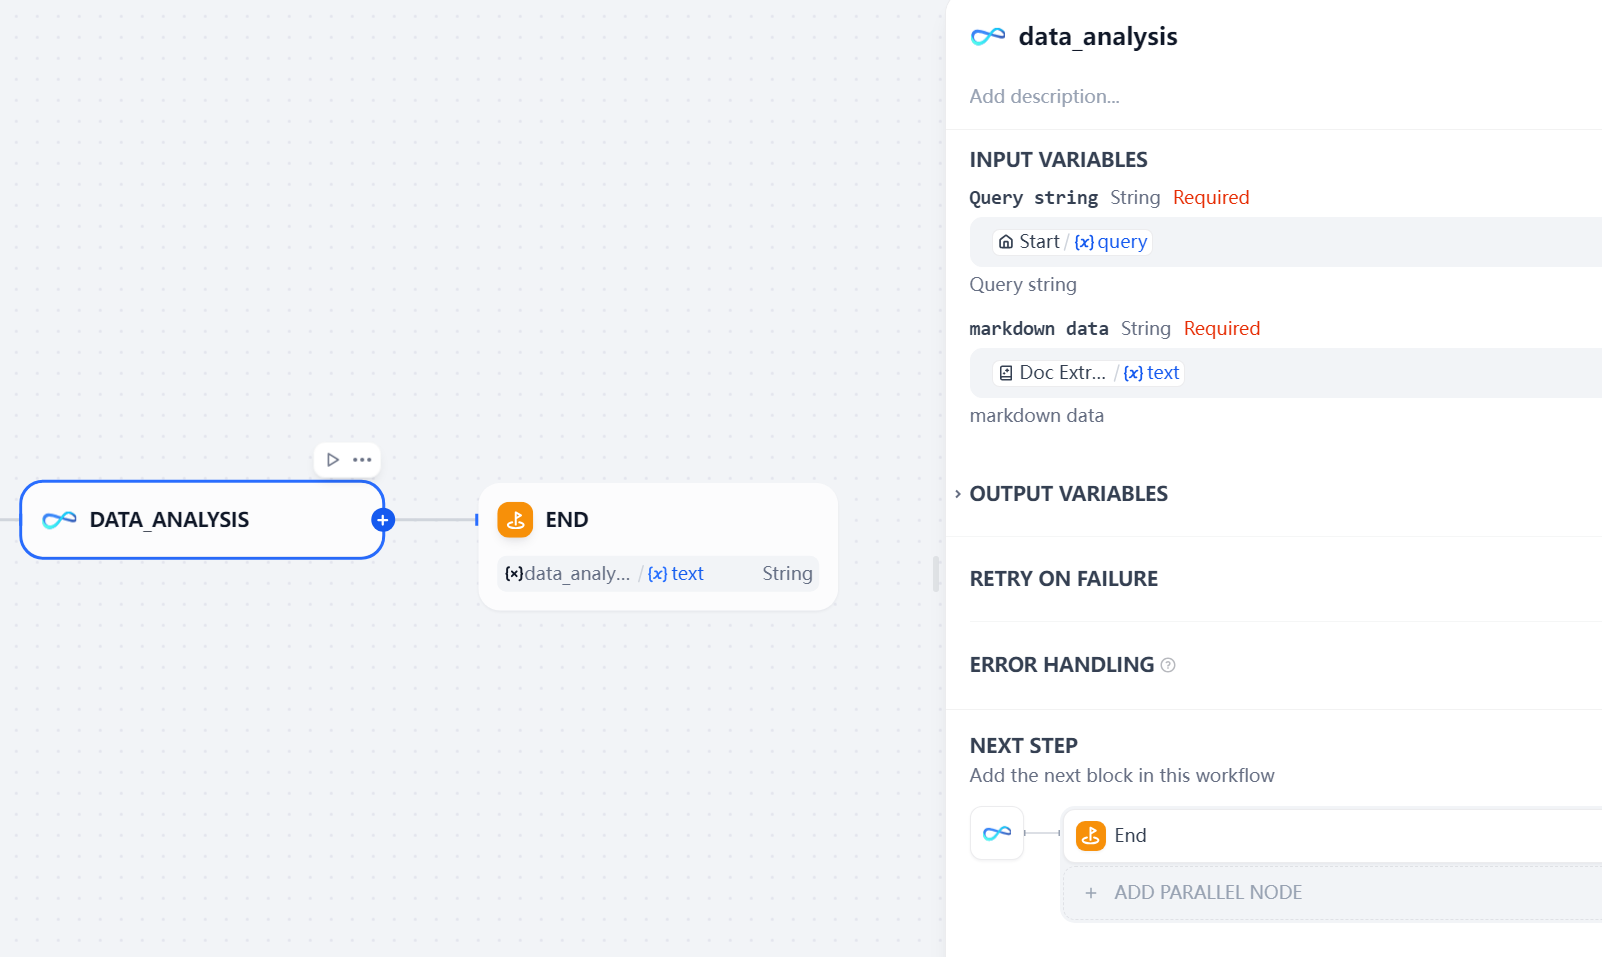 DATA_ANALYSIS
END
{×}data_analy... / {x} text String
data_analysis
Add description...
INPUT VARIABLES
Query string String Required
Start / {x} query
Query string
markdown data String Required
Doc Extr... / {x} text
markdown data
OUTPUT VARIABLES
RETRY ON FAILURE
ERROR HANDLING
NEXT STEP
Add the next block in this workflow
End
+ ADD PARALLEL NODE